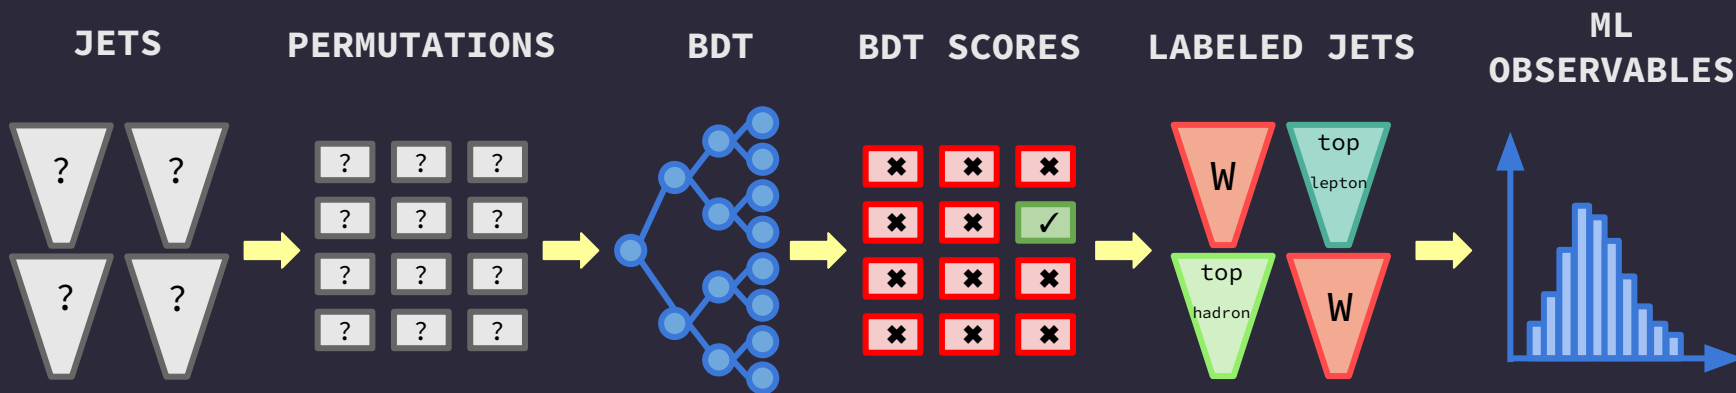 JETS
PERMUTATIONS
BDT
BDT SCORES
LABELED JETS
ML
OBSERVABLES
? ?
? ?
? ? ?
? ? ?
? ? ?
? ? ?
✖ ✖ ✖
✖ ✖ ✓
✖ ✖ ✖
✖ ✖ ✖
W
top
lepton
top
hadron
W